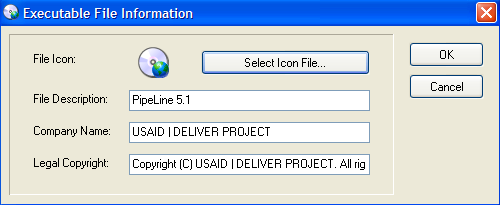 Executable File Information
File Icon:
Select Icon File...
OK
Cancel
File Description:
PipeLine 5.1
Company Name:
USAID | DELIVER PROJECT
Legal Copyright:
Copyright (C) USAID | DELIVER PROJECT. All rig